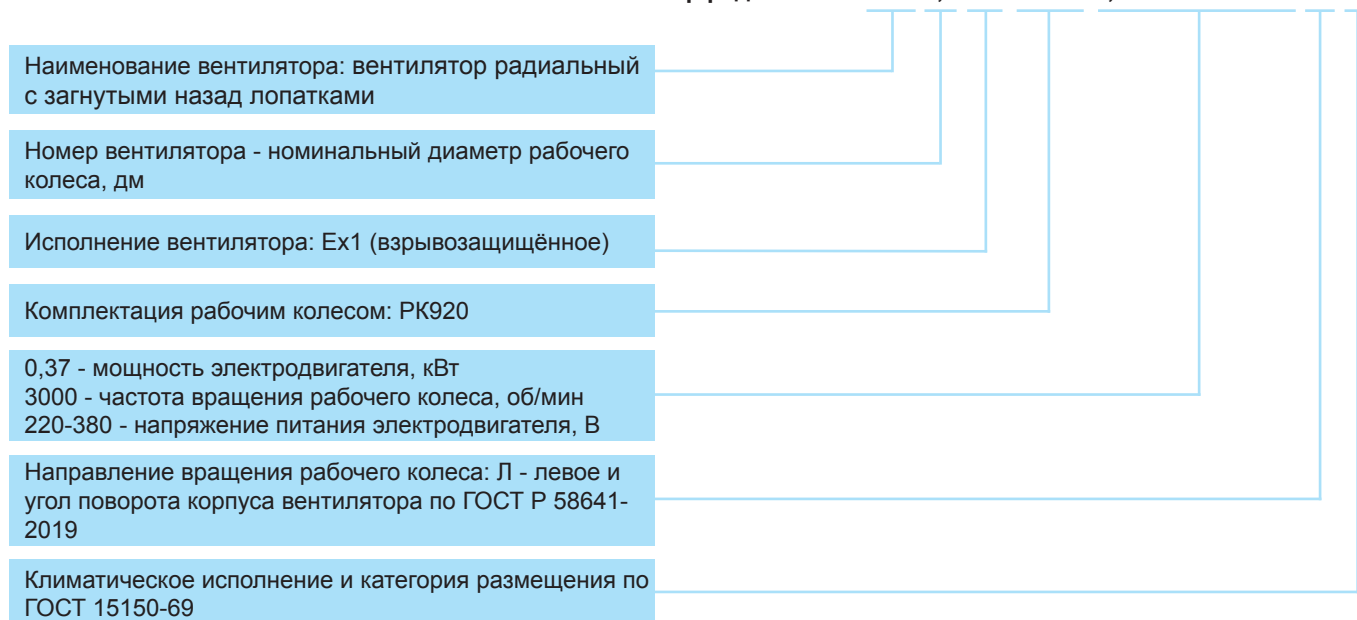 Наименование вентилятора: вентилятор радиальный
с загнутыми назад лопатками
Номер вентилятора - номинальный диаметр рабочего
колеса, дм
Исполнение вентилятора: Ex1 (взрывозащищённое)
Комплектация рабочим колесом: РК920
0,37 - мощность электродвигателя, кВт
3000 - частота вращения рабочего колеса, об/мин
220-380 - напряжение питания электродвигателя, В
Направление вращения рабочего колеса: Л - левое и
угол поворота корпуса вентилятора по ГОСТ Р 58641-
2019
Климатическое исполнение и категория размещения по
ГОСТ 15150-69